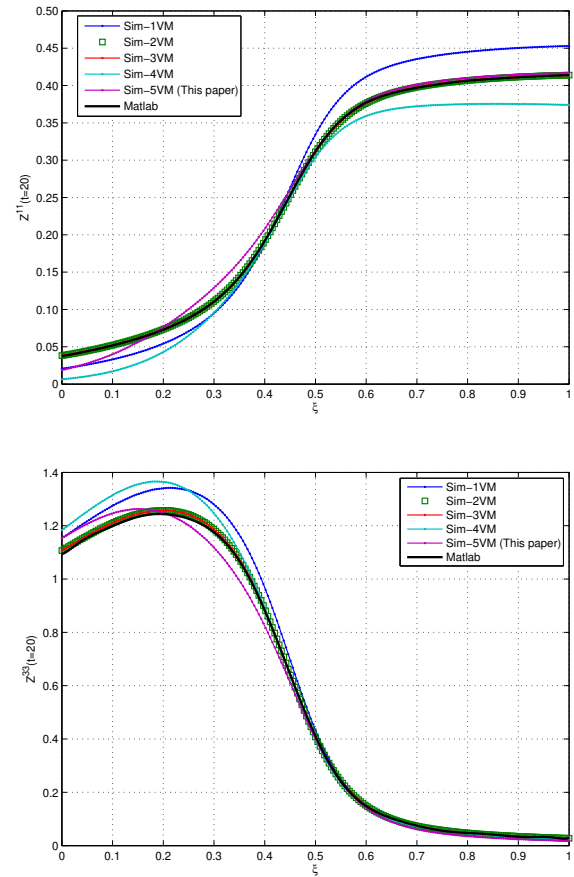 0.50
0.45
0.40
0.35
0.30
0.25
0.20
0.15
0.10
0.05
0
Z¹¹(t=20)
Sim−1VM
Sim−2VM
Sim−3VM
Sim−4VM
Sim−5VM (This paper)
Matlab
0 0.1 0.2 0.3 0.4 0.5 0.6 0.7 0.8 0.9 1
ξ
1.4
1.2
1
0.8
0.6
0.4
0.2
0
Z³³(t=20)
Sim−1VM
Sim−2VM
Sim−3VM
Sim−4VM
Sim−5VM (This paper)
Matlab
0 0.1 0.2 0.3 0.4 0.5 0.6 0.7 0.8 0.9 1
ξ